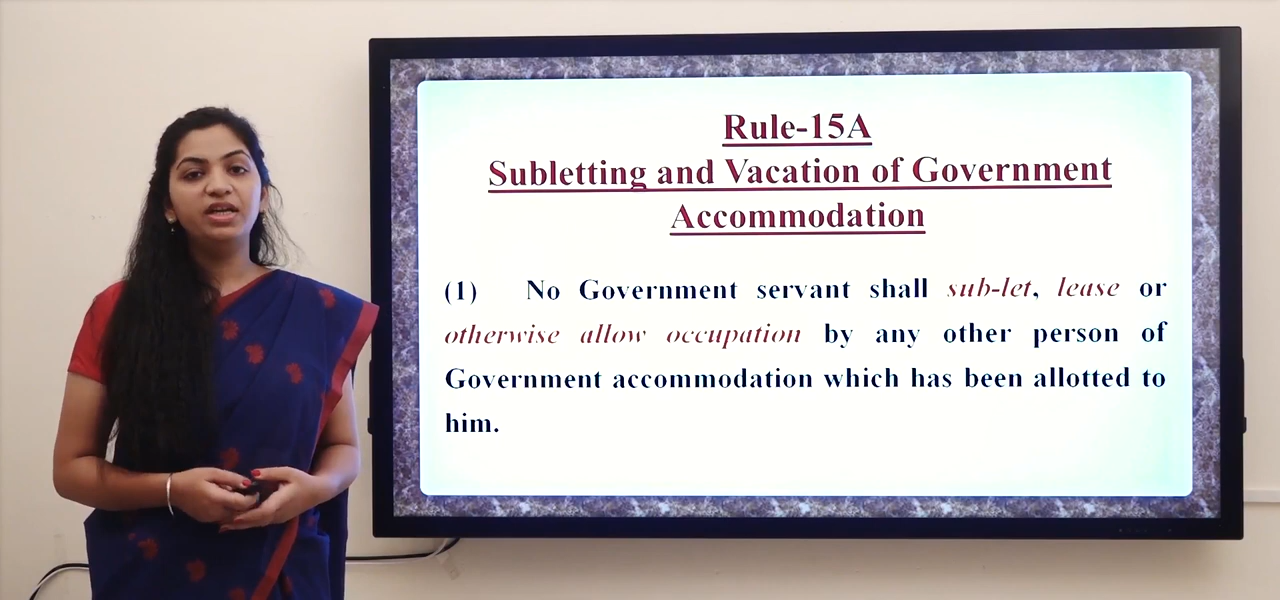 Rule-15A
Subletting and Vacation of Government
Accommodation
(1) No Government servant shall sub-let, lease or
otherwise allow occupation by any other person of
Government accommodation which has been allotted to
him.